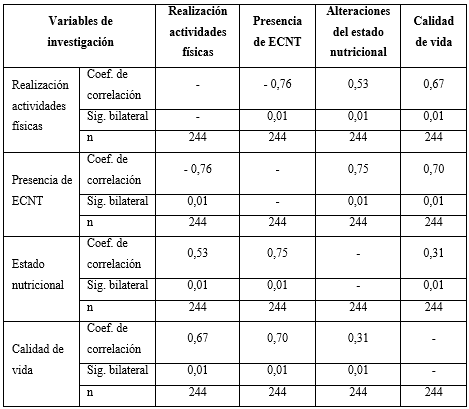 Variables de investigación Realización actividades físicas Presencia de ECNT Alteraciones del estado nutricional Calidad de vida
Realización actividades físicas Coef. de correlación - - 0,76 0,53 0,67
Sig. bilateral - 0,01 0,01 0,01
n 244 244 244 244
Presencia de ECNT Coef. de correlación - 0,76 - 0,75 0,70
Sig. bilateral 0,01 - 0,01 0,01
n 244 244 244 244
Estado nutricional Coef. de correlación 0,53 0,75 - 0,31
Sig. bilateral 0,01 0,01 - 0,01
n 244 244 244 244
Calidad de vida Coef. de correlación 0,67 0,70 0,31 -
Sig. bilateral 0,01 0,01 0,01 -
n 244 244 244 244